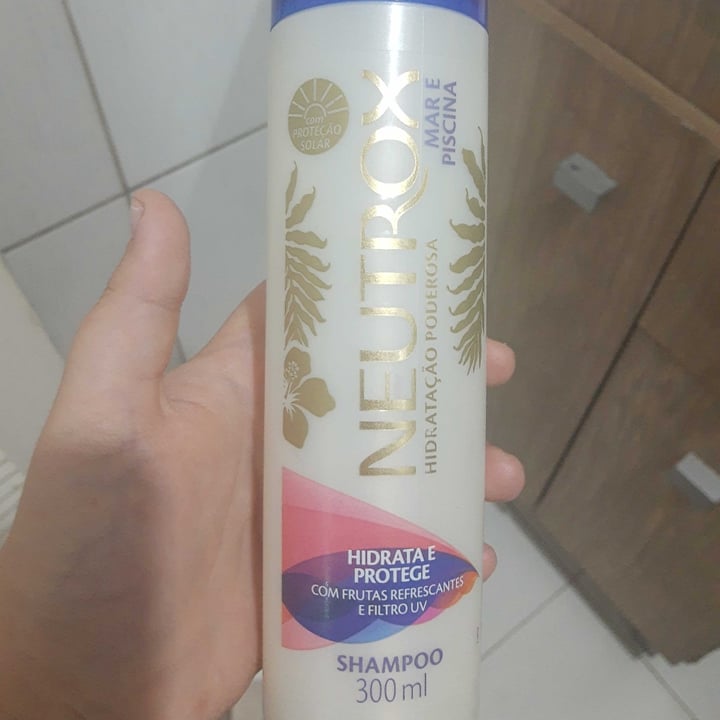 com
PROTEÇÃO
SOLAR
NEUTROX
MAR E
PISCINA
HIDRATAÇÃO PODEROSA
HIDRATA E
PROTEGE
COM FRUTAS REFRESCANTES
E FILTRO UV
SHAMPOO
300 ml